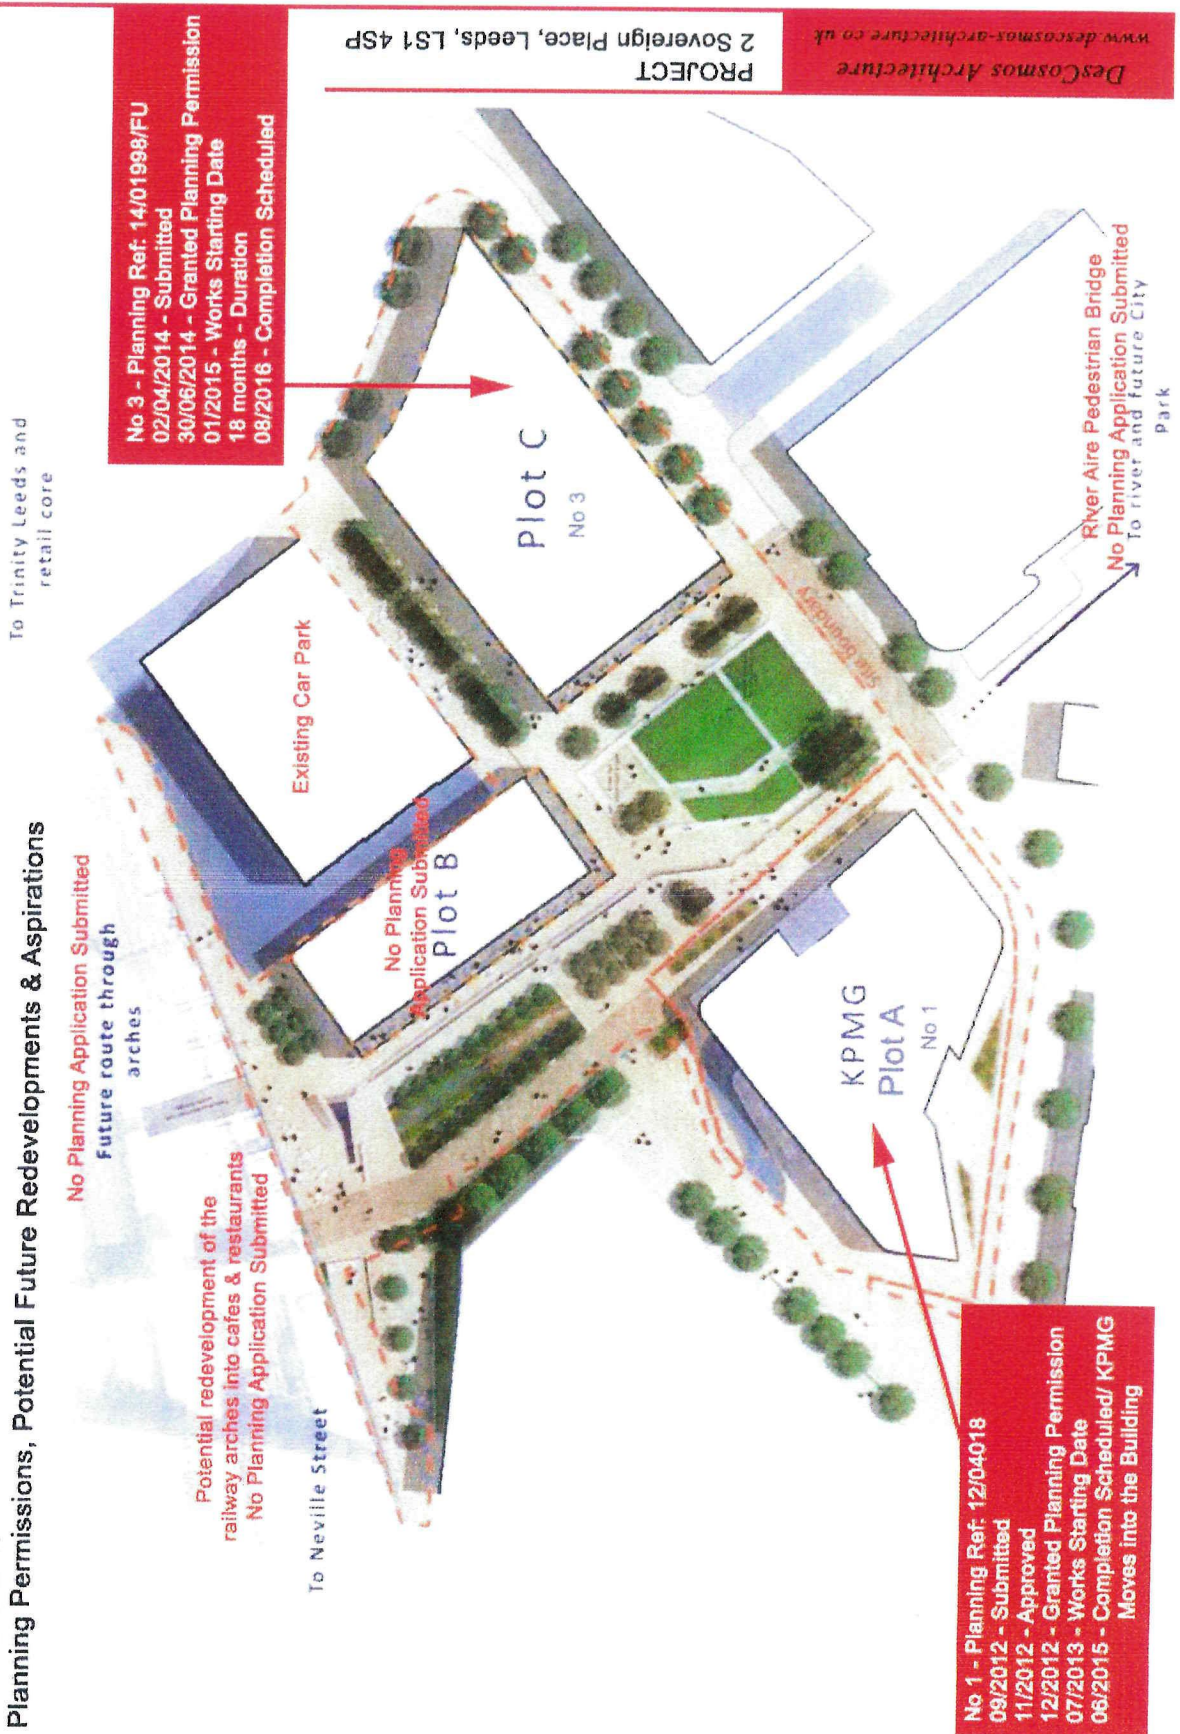 Planning Permissions, Potential Future Redevelopments & Aspirations
No Planning Application Submitted
Future route through
arches
To Trinity Leeds and
retail core
Potential redevelopment of the
railway arches into cafes & restaurants
No Planning Application Submitted
To Neville Street
No 3 - Planning Ref: 14/01998/FU
02/04/2014 - Submitted
30/06/2014 - Granted Planning Permission
01/2015 - Works Starting Date
18 months - Duration
08/2016 - Completion Scheduled
Existing Car Park
No Planning
Application Submitted
Plot B
Plot C
No 3
Site boundary
KPMG
Plot A
No 1
River Aire Pedestrian Bridge
No Planning Application Submitted
To river and future City
Park
No 1 - Planning Ref: 12/04018
09/2012 - Submitted
11/2012 - Approved
12/2012 - Granted Planning Permission
07/2013 - Works Starting Date
06/2015 - Completion Scheduled/ KPMG
Moves into the Building
PROJECT
2 Sovereign Place, Leeds, LS1 4SP
DesCosmos Architecture
www.descosmos-architecture.co.uk